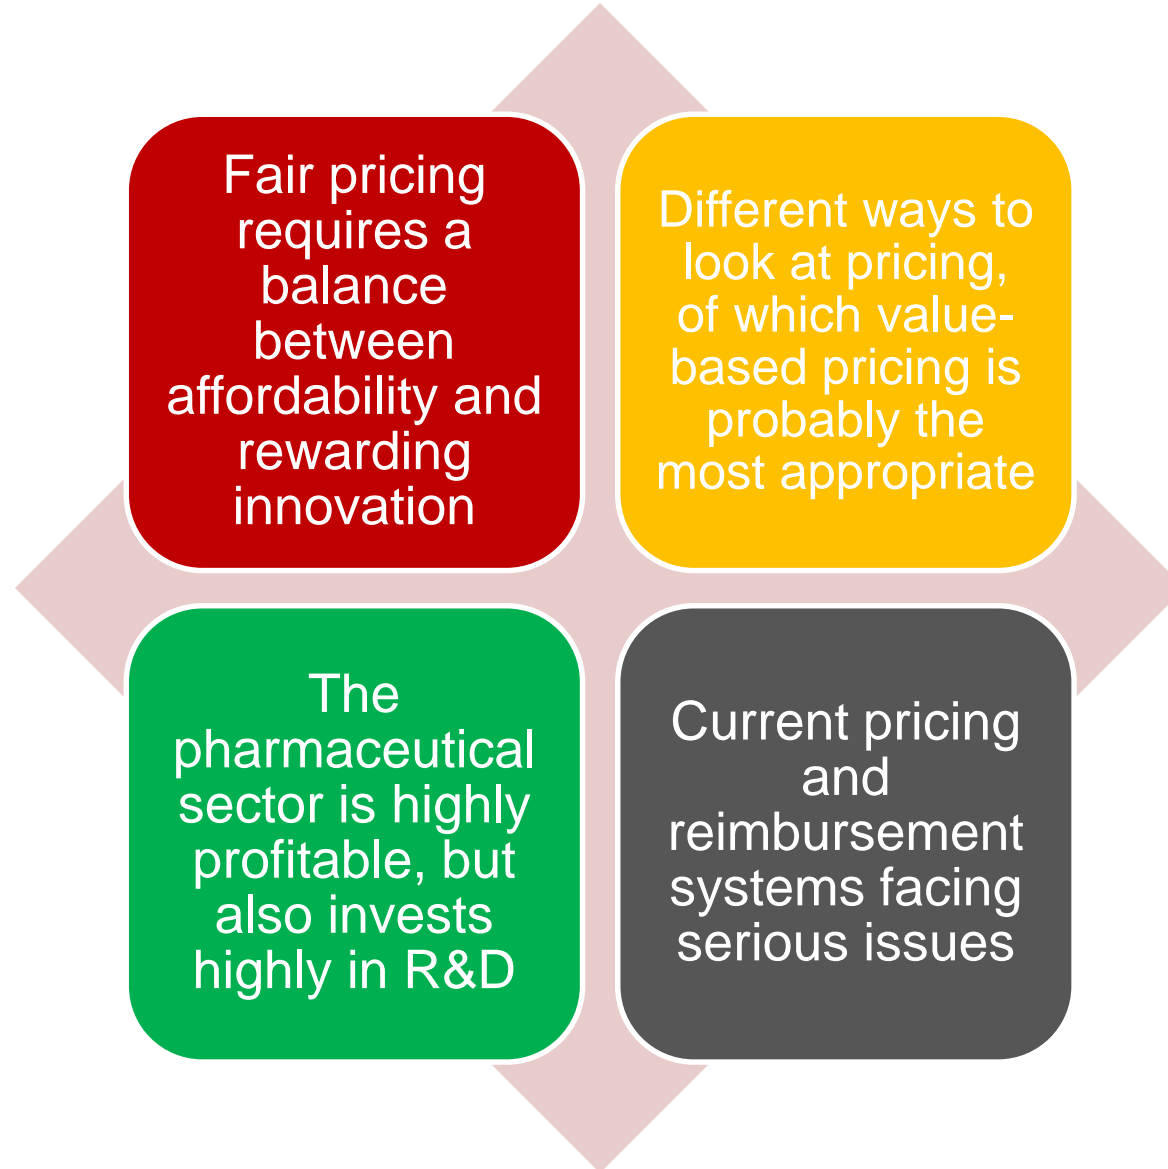 Fair pricing
requires a
balance
between
affordability and
rewarding
innovation
Different ways to
look at pricing,
of which value-
based pricing is
probably the
most appropriate
The
pharmaceutical
sector is highly
profitable, but
also invests
highly in R&D
Current pricing
and
reimbursement
systems facing
serious issues